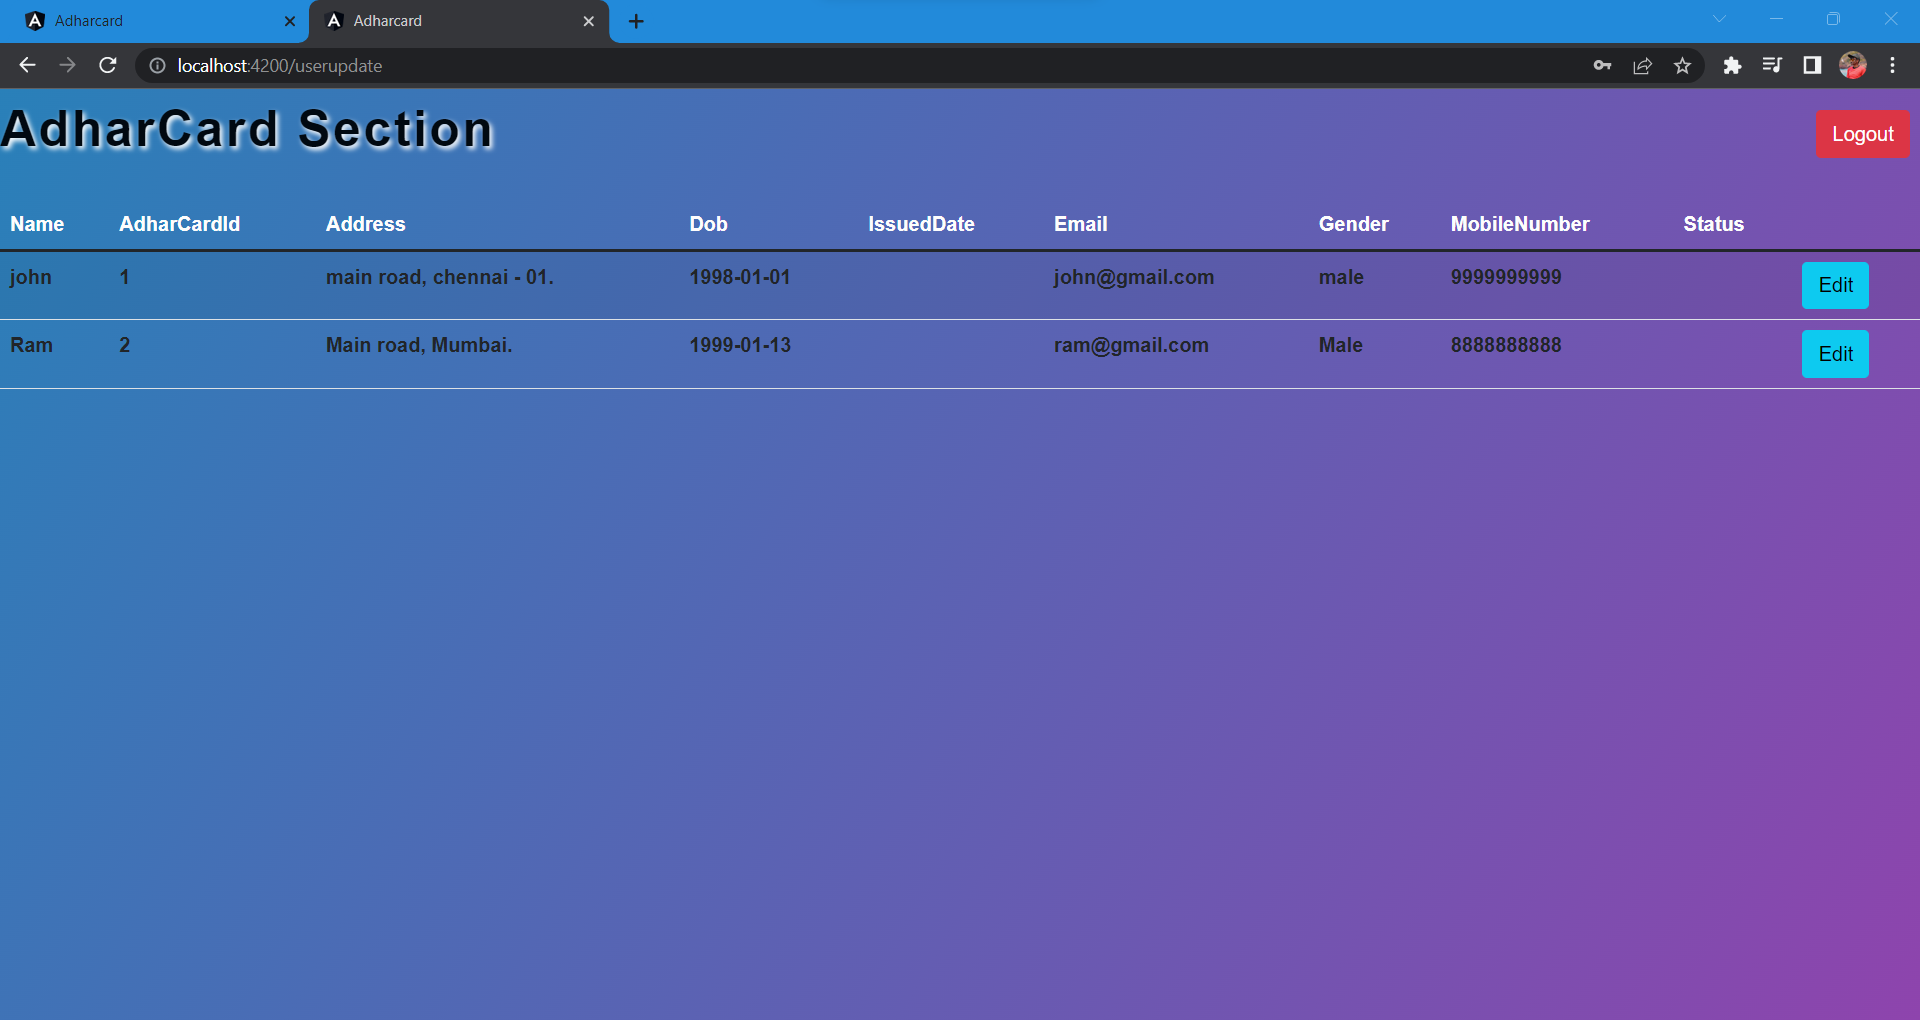 Adharcard Adharcard
localhost:4200/userupdate
AdharCard Section
Logout
Name AdharCardId Address Dob IssuedDate Email Gender MobileNumber Status
john 1 main road, chennai - 01. 1998-01-01 john@gmail.com male 9999999999 Edit
Ram 2 Main road, Mumbai. 1999-01-13 ram@gmail.com Male 8888888888 Edit